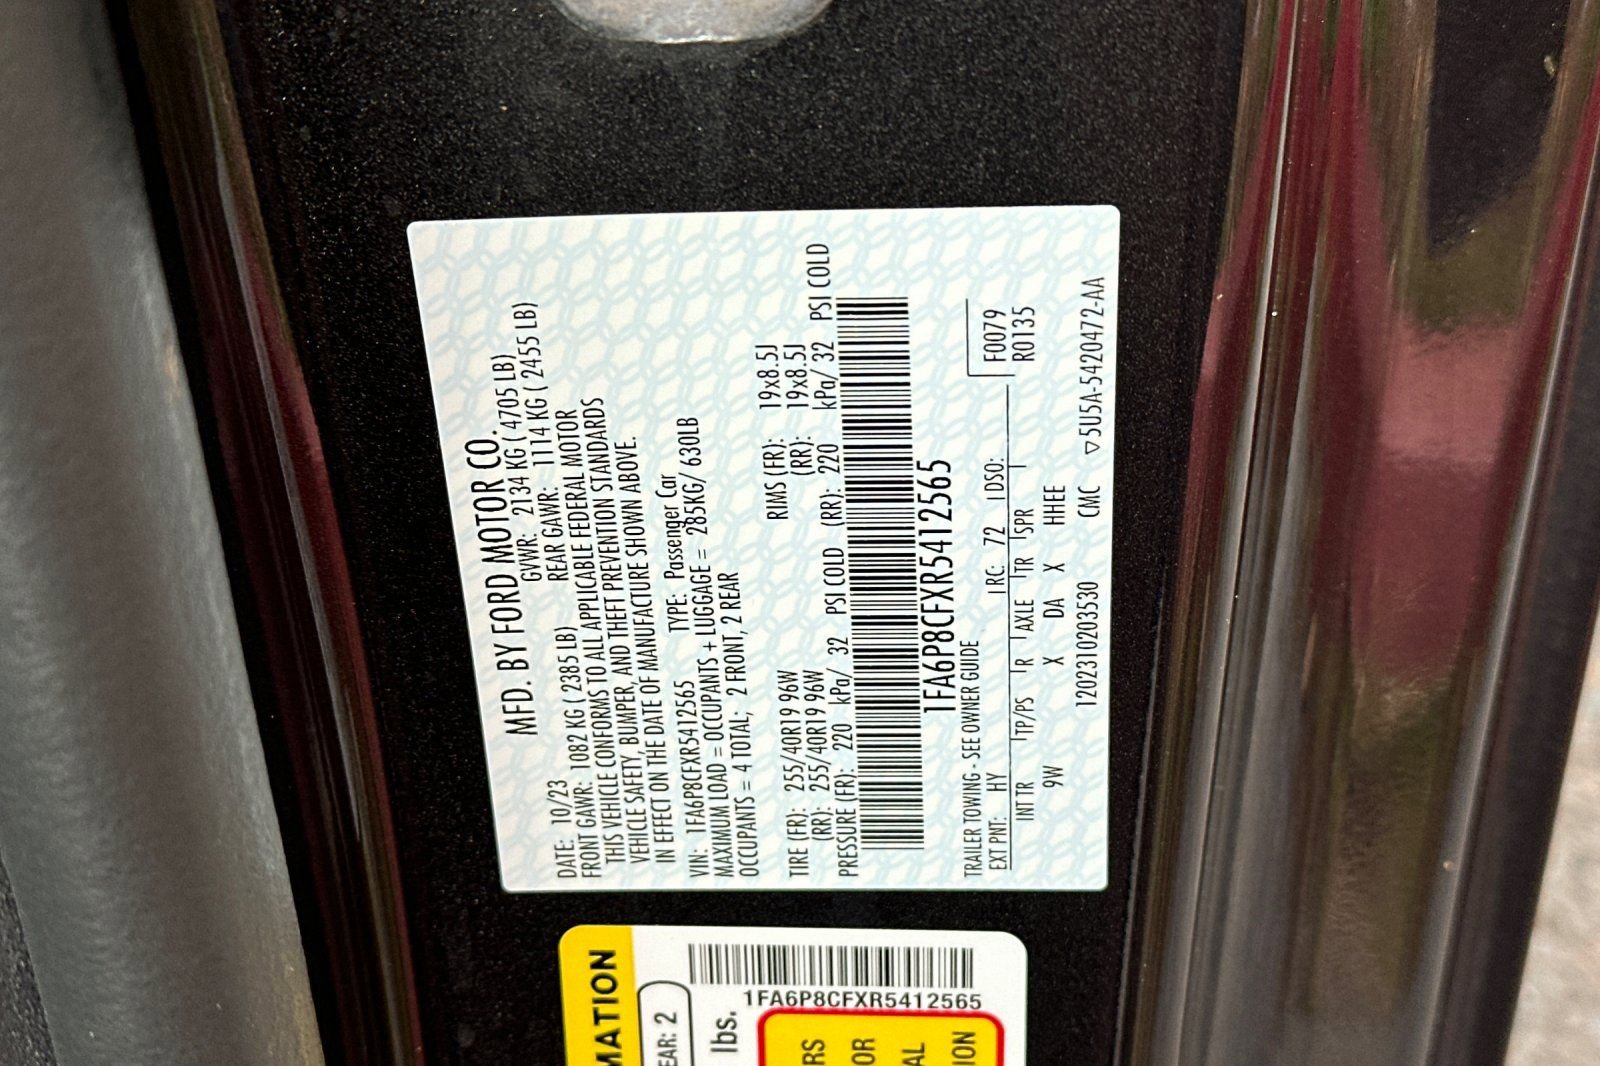 MFD. BY FORD MOTOR CO.
DATE: 10/23 GVWR: 2134 KG ( 4705 LB)
FRONT GAWR: 1082 KG ( 2385 LB) REAR GAWR: 1114 KG ( 2455 LB)
THIS VEHICLE CONFORMS TO ALL APPLICABLE FEDERAL MOTOR
VEHICLE SAFETY, BUMPER, AND THEFT PREVENTION STANDARDS
IN EFFECT ON THE DATE OF MANUFACTURE SHOWN ABOVE.
VIN: 1FA6P8CFXR5412565 TYPE: Passenger Car
MAXIMUM LOAD = OCCUPANTS + LUGGAGE = 285KG/ 630LB
OCCUPANTS = 4 TOTAL; 2 FRONT, 2 REAR
TIRE (FR): 255/40R19 96W RIMS (FR): 19x8.5J
(RR): 255/40R19 96W (RR): 19x8.5J
PRESSURE (FR): 220 kPa/ 32 PSI COLD (RR): 220 kPa/ 32 PSI COLD
1FA6P8CFXR5412565
TRAILER TOWING - SEE OWNER GUIDE
F0079
EXT PNT: HY RC: 72 DSO: R0135
INT TR TP/PS R AXLE TR SPR
9W X DA X HHEE
120231020203530 CMC ▽5U5A-5420472-AA
MATION
EAR: 2
lbs.
1FA6P8CFXR5412565
RS
OR
AL
ION